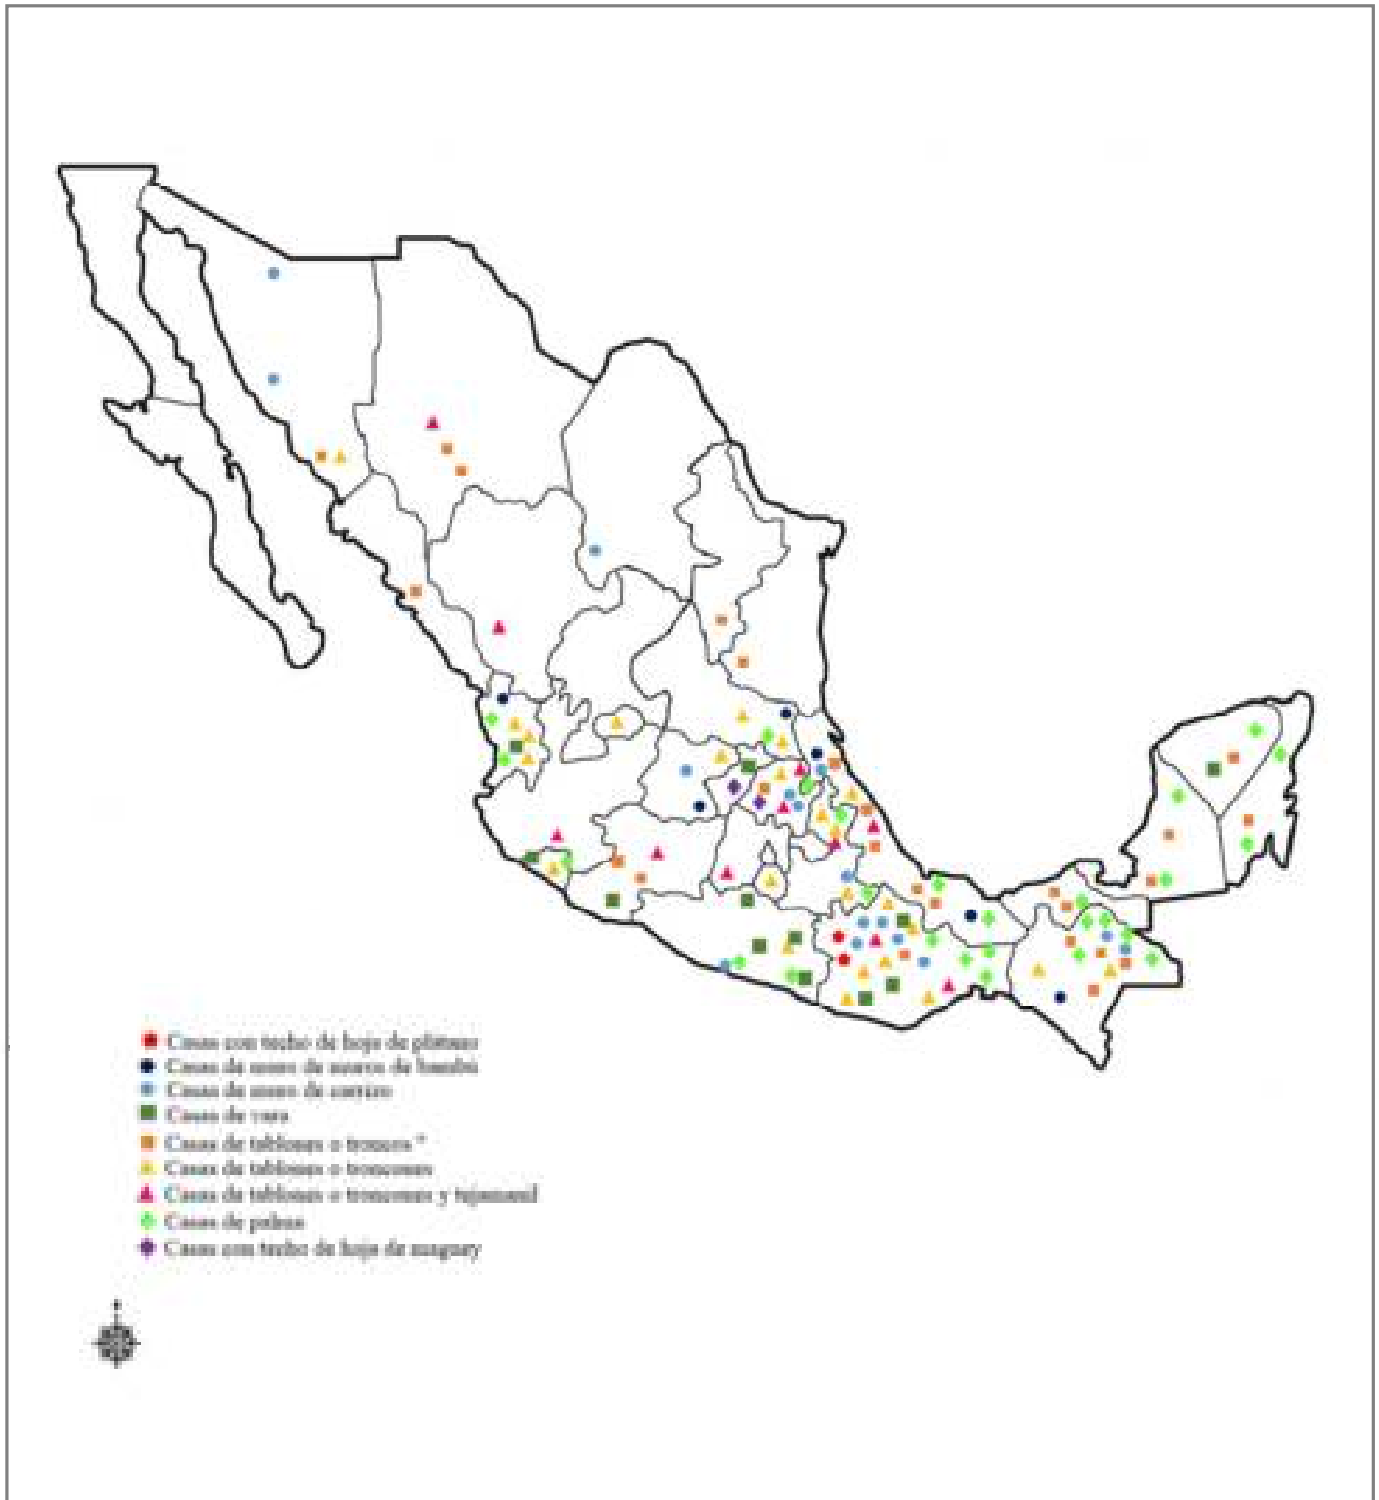 Casas con techo de hoja de plátano
Casas de muro de muros de bambú
Casas de muro de carrizo
Casas de vara
Casas de tablones o troncos *
Casas de tablones o troncones
Casas de tablones o troncones y tejamanil
Casas de palma
Casas con techo de hoja de maguey